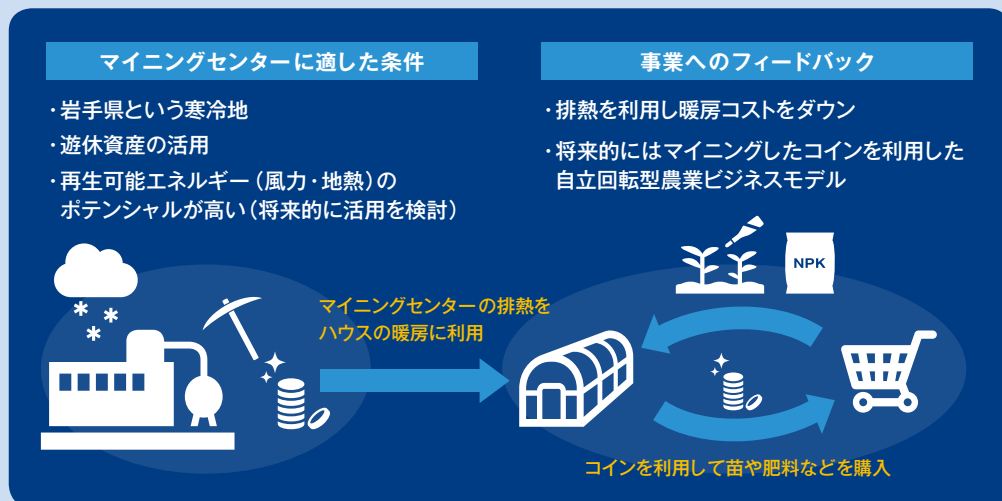 マイニングセンターに適した条件
・岩手県という寒冷地
・遊休資産の活用
・再生可能エネルギー（風力・地熱）の
ポテンシャルが高い（将来的に活用を検討）
事業へのフィードバック
・排熱を利用し暖房コストをダウン
・将来的にはマイニングしたコインを利用した
自立回転型農業ビジネスモデル
NPK
マイニングセンターの排熱を
ハウスの暖房に利用
コインを利用して苗や肥料などを購入